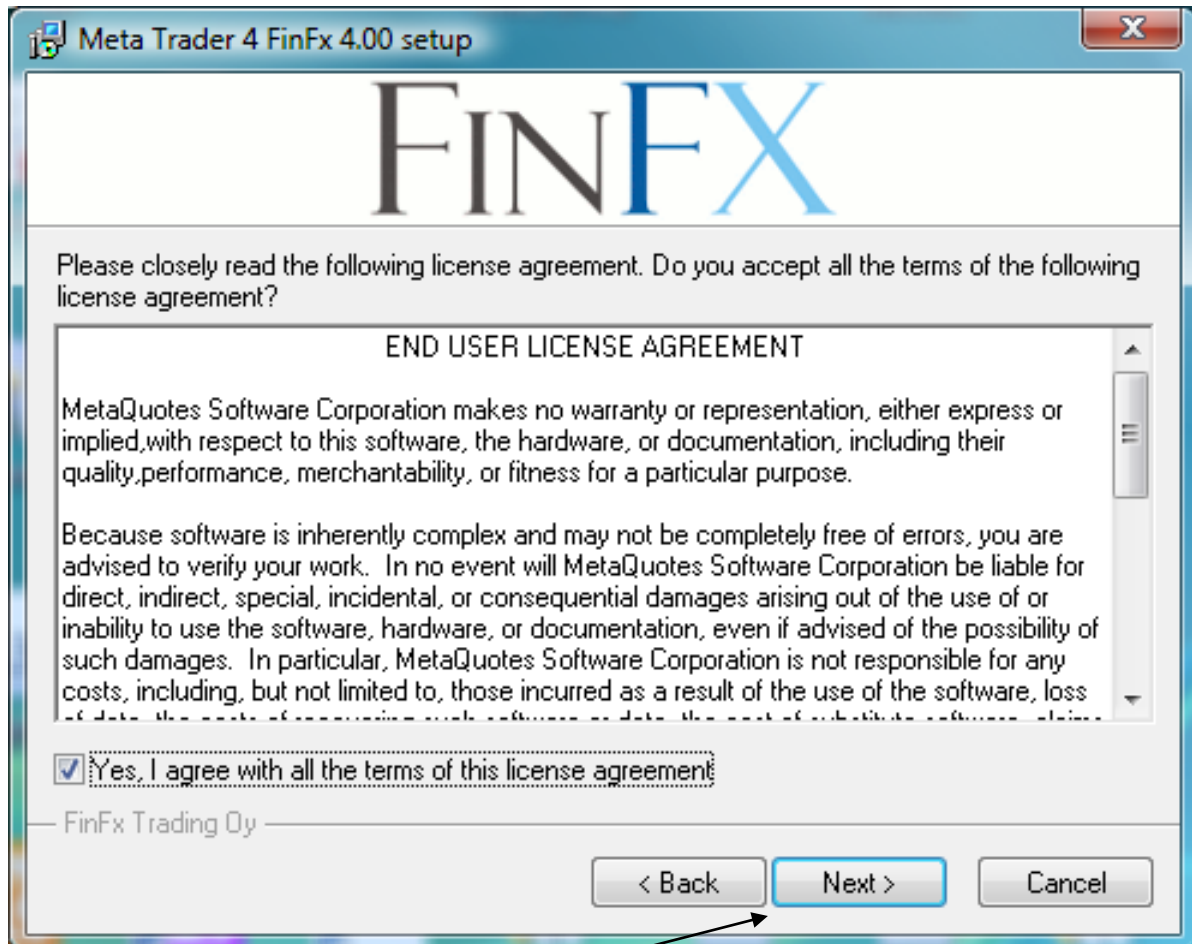 Meta Trader 4 FinFx 4.00 setup
FINFX
Please closely read the following license agreement. Do you accept all the terms of the following
license agreement?
END USER LICENSE AGREEMENT
MetaQuotes Software Corporation makes no warranty or representation, either express or
implied,with respect to this software, the hardware, or documentation, including their
quality,performance, merchantability, or fitness for a particular purpose.
Because software is inherently complex and may not be completely free of errors, you are
advised to verify your work.  In no event will MetaQuotes Software Corporation be liable for
direct, indirect, special, incidental, or consequential damages arising out of the use of or
inability to use the software, hardware, or documentation, even if advised of the possibility of
such damages.  In particular, MetaQuotes Software Corporation is not responsible for any
costs, including, but not limited to, those incurred as a result of the use of the software, loss
Yes, I agree with all the terms of this license agreement
FinFx Trading Oy
< Back
Next >
Cancel